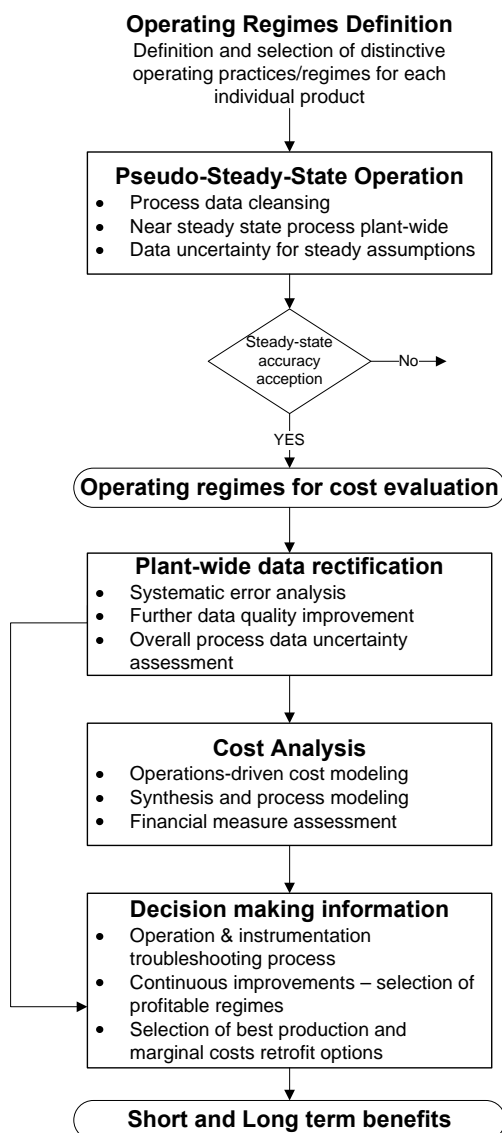 Operating Regimes Definition
Definition and selection of distinctive
operating practices/regimes for each
individual product
Pseudo-Steady-State Operation
• Process data cleansing
• Near steady state process plant-wide
• Data uncertainty for steady assumptions
Steady-state
accuracy
acception
No
YES
Operating regimes for cost evaluation
Plant-wide data rectification
• Systematic error analysis
• Further data quality improvement
• Overall process data uncertainty
assessment
Cost Analysis
• Operations-driven cost modeling
• Synthesis and process modeling
• Financial measure assessment
Decision making information
• Operation & instrumentation
troubleshooting process
• Continuous improvements – selection of
profitable regimes
• Selection of best production and
marginal costs retrofit options
Short and Long term benefits